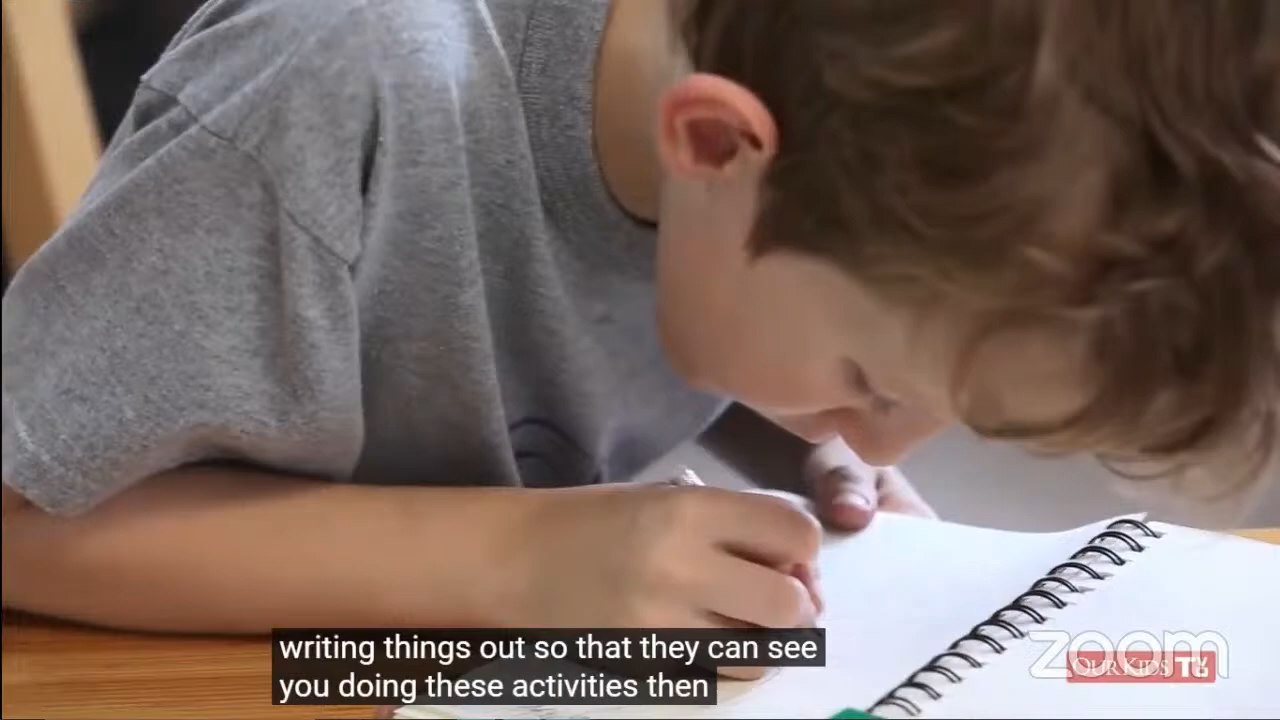 writing things out so that they can see
you doing these activities then
zoom
OUR KIDS TV